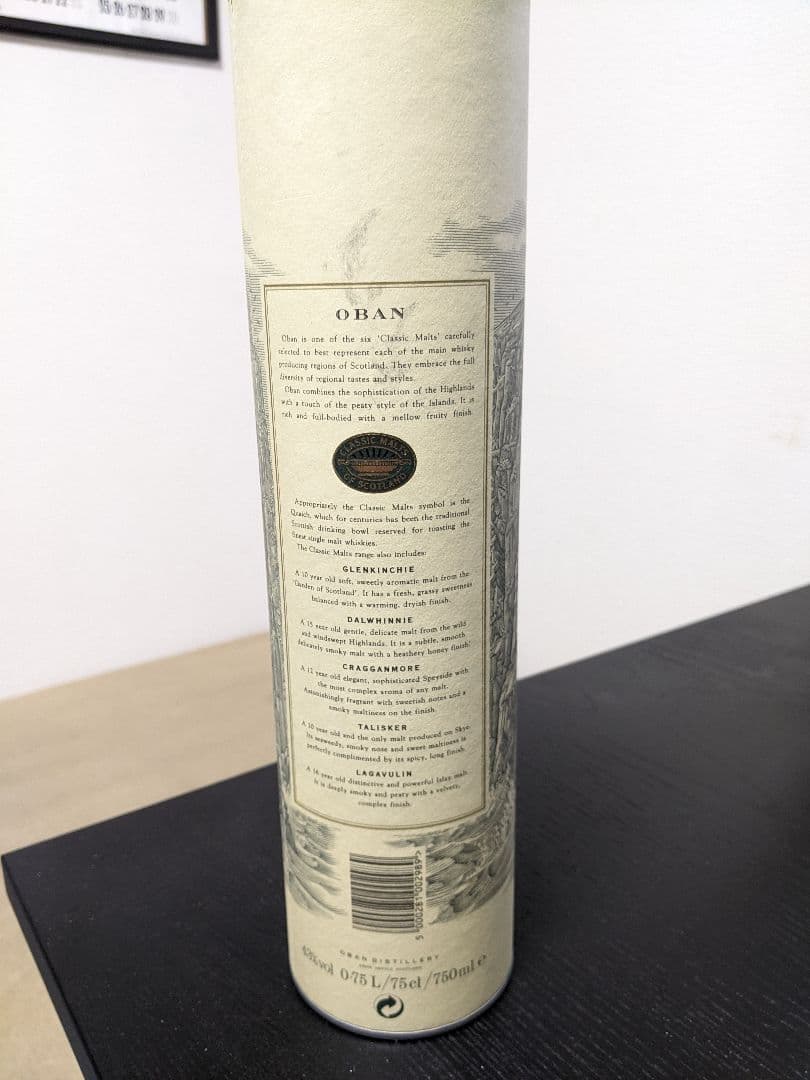 OBAN
Oban is one of the six 'Classic Malts' carefully
selected to best represent each of the main whisky
producing regions of Scotland. They embrace the full
diversity of regional tastes and styles.
Oban combines the sophistication of the Highlands
with a touch of the peaty style of the Islands. It is
rich and full-bodied with a mellow fruity finish.
CLASSIC MALTS
OF SCOTLAND
Appropriately the Classic Malts symbol is the
Quaich, which for centuries has been the traditional
Scottish drinking bowl reserved for toasting the
finest single malt whiskies.
The Classic Malts range also includes:
GLENKINCHIE
A 10 year old soft, sweetly aromatic malt from the
'Garden of Scotland'. It has a fresh, grassy sweetness
balanced with a warming, dryish finish.
DALWHINNIE
A 15 year old gentle, delicate malt from the wild
and windswept Highlands. It is a subtle, smooth
delicately smoky malt with a heathery honey finish.
CRAGGANMORE
A 12 year old elegant, sophisticated Speyside with
the most complex aroma of any malt.
Astonishingly fragrant with sweetish notes and a
smoky maltiness on the finish.
TALISKER
A 10 year old and the only malt produced on Skye.
Its seaweedy, smoky nose and sweet maltiness is
perfectly complimented by its spicy, long finish.
LAGAVULIN
A 16 year old distinctive and powerful Islay malt.
It is deeply smoky and peaty with a velvety,
complex finish.
5 000281 002989 >
OBAN DISTILLERY
43% vol 0·75 L/75cl/750ml e